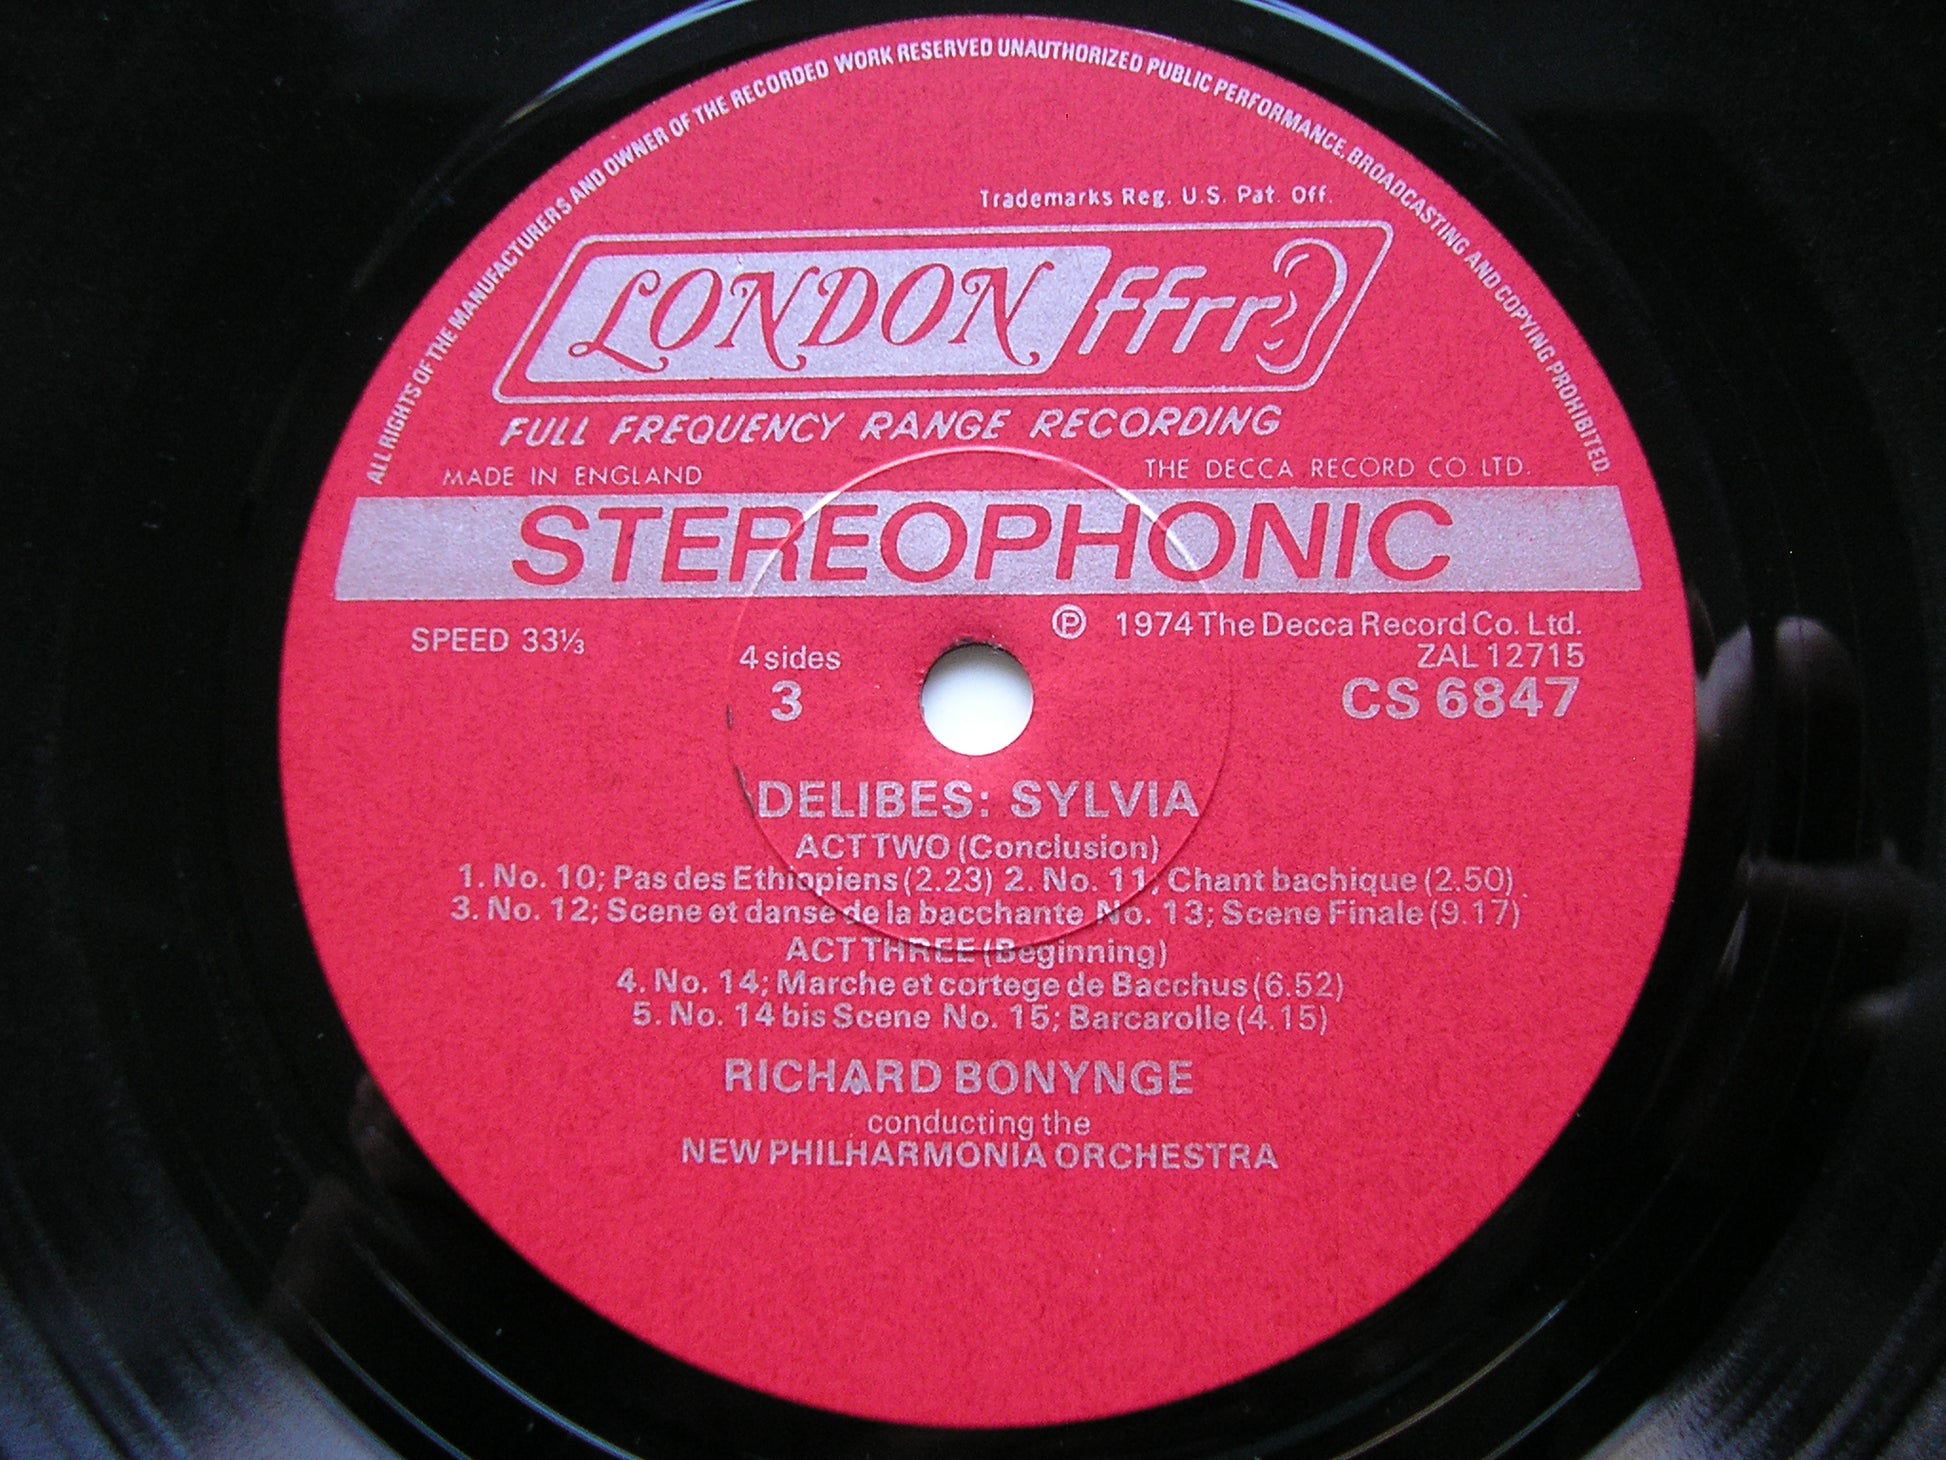 ALL RIGHTS OF THE MANUFACTURERS AND OWNER OF THE RECORDED WORK RESERVED UNAUTHORIZED PUBLIC PERFORMANCE, BROADCASTING AND COPYING PROHIBITED
Trademarks Reg. U.S. Pat. Off.
LONDON ffrr
FULL FREQUENCY RANGE RECORDING
MADE IN ENGLAND THE DECCA RECORD CO LTD.
STEREOPHONIC
℗ 1974 The Decca Record Co. Ltd.
SPEED 33⅓ 4 sides ZAL 12715
3 CS 6847
DELIBES: SYLVIA
ACT TWO (Conclusion)
1. No. 10; Pas des Ethiopiens (2.23) 2. No. 11; Chant bachique (2.50)
3. No. 12; Scene et danse de la bacchante No. 13; Scene Finale (9.17)
ACT THREE (Beginning)
4. No. 14; Marche et cortege de Bacchus (6.52)
5. No. 14 bis Scene No. 15; Barcarolle (4.15)
RICHARD BONYNGE
conducting the
NEW PHILHARMONIA ORCHESTRA